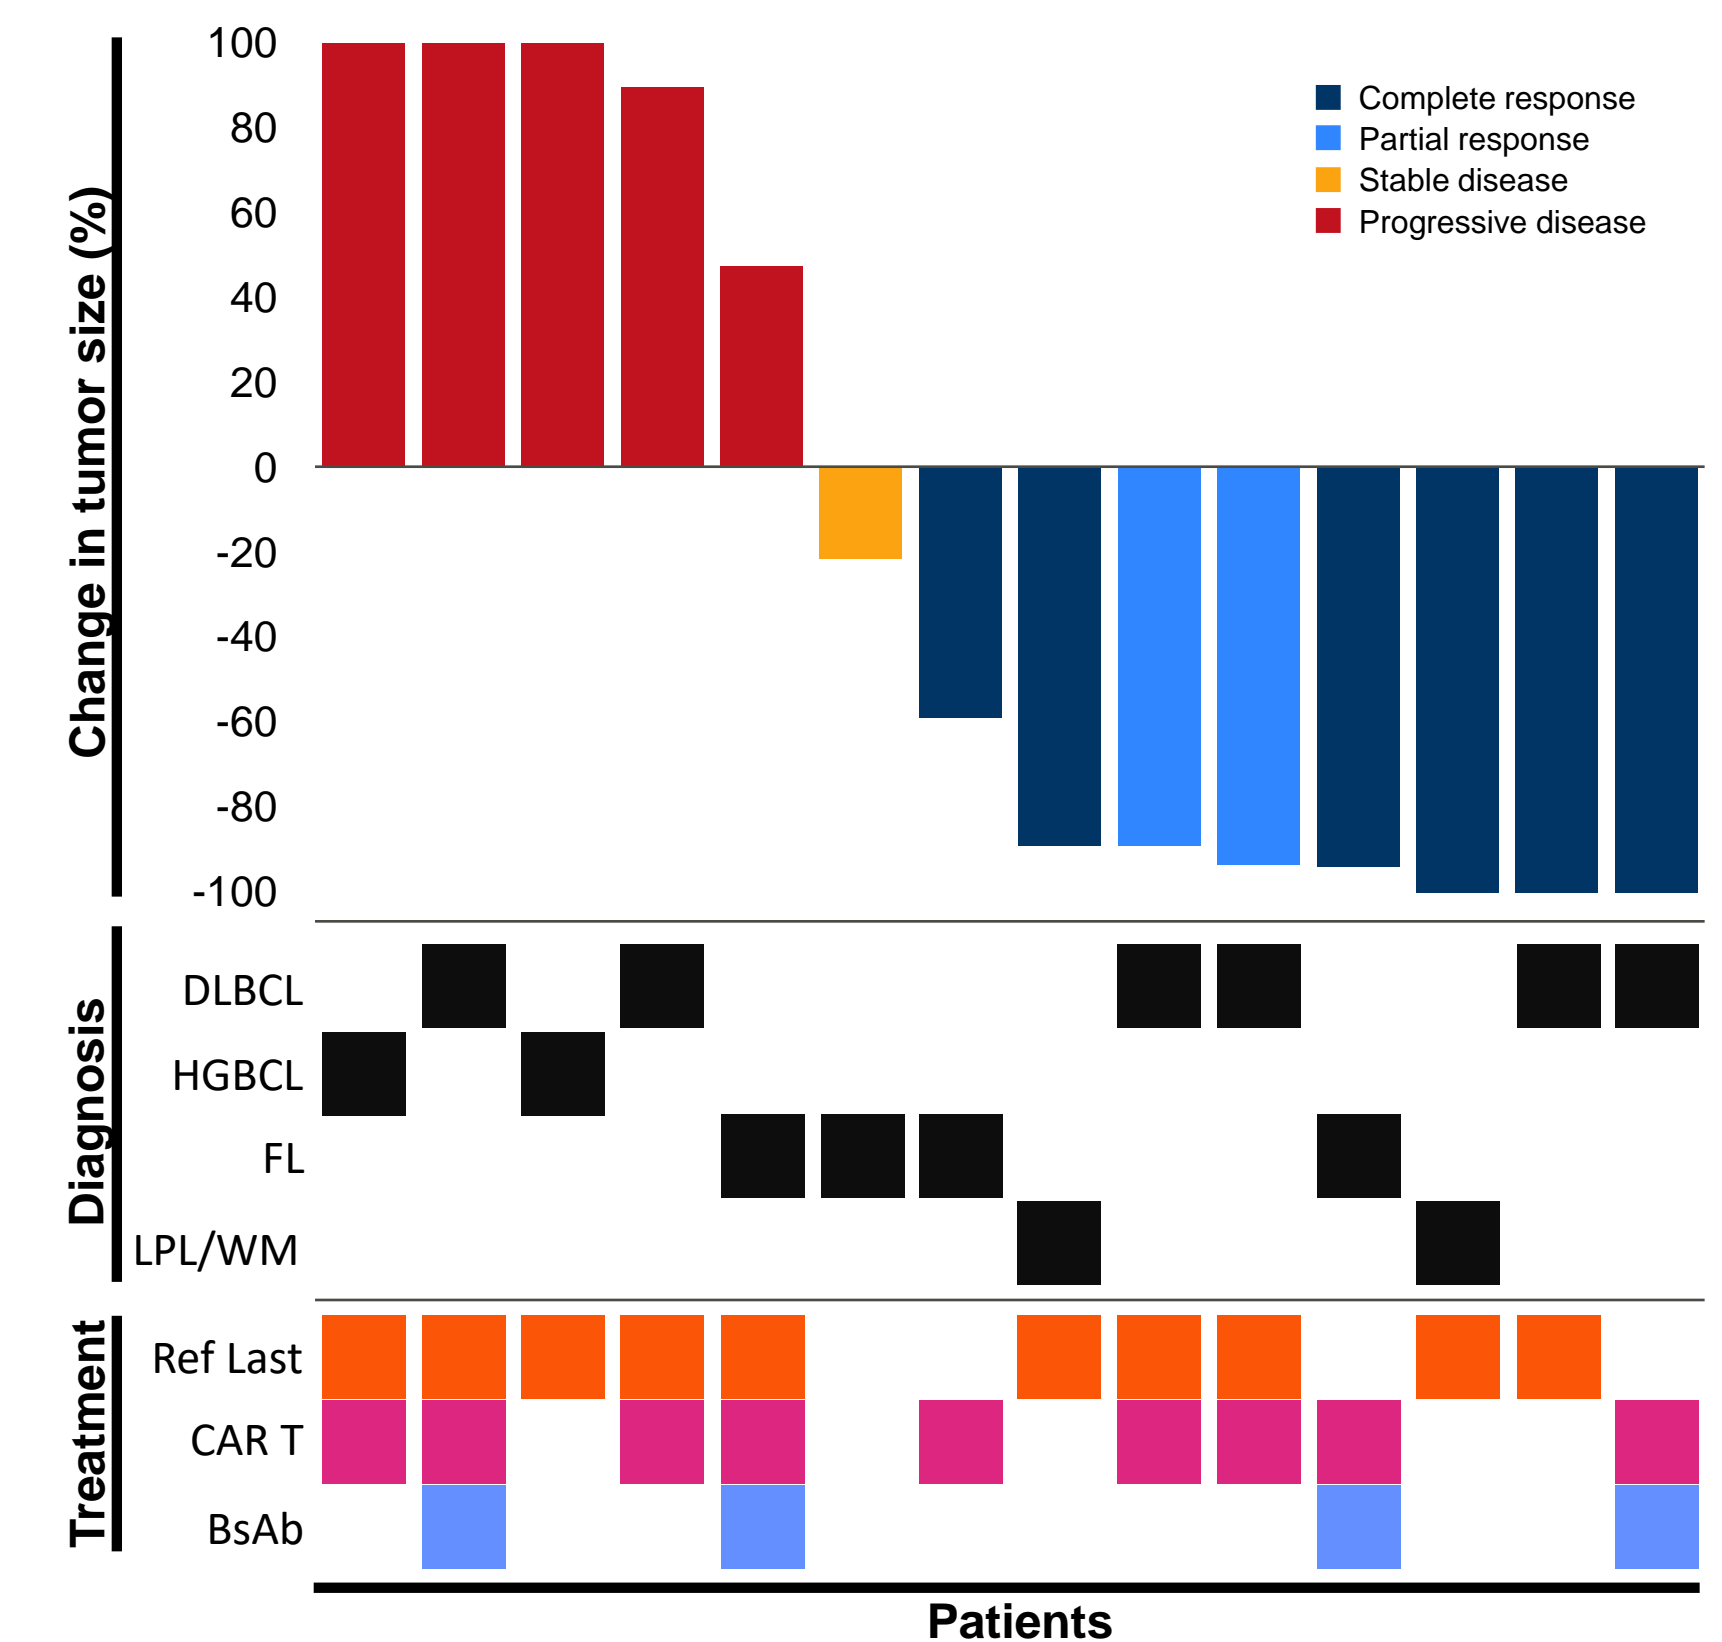 Change in tumor size (%)
100
80
60
40
20
0
-20
-40
-60
-80
-100
Complete response
Partial response
Stable disease
Progressive disease
Diagnosis
DLBCL
HGBCL
FL
LPL/WM
Treatment
Ref Last
CAR T
BsAb
Patients